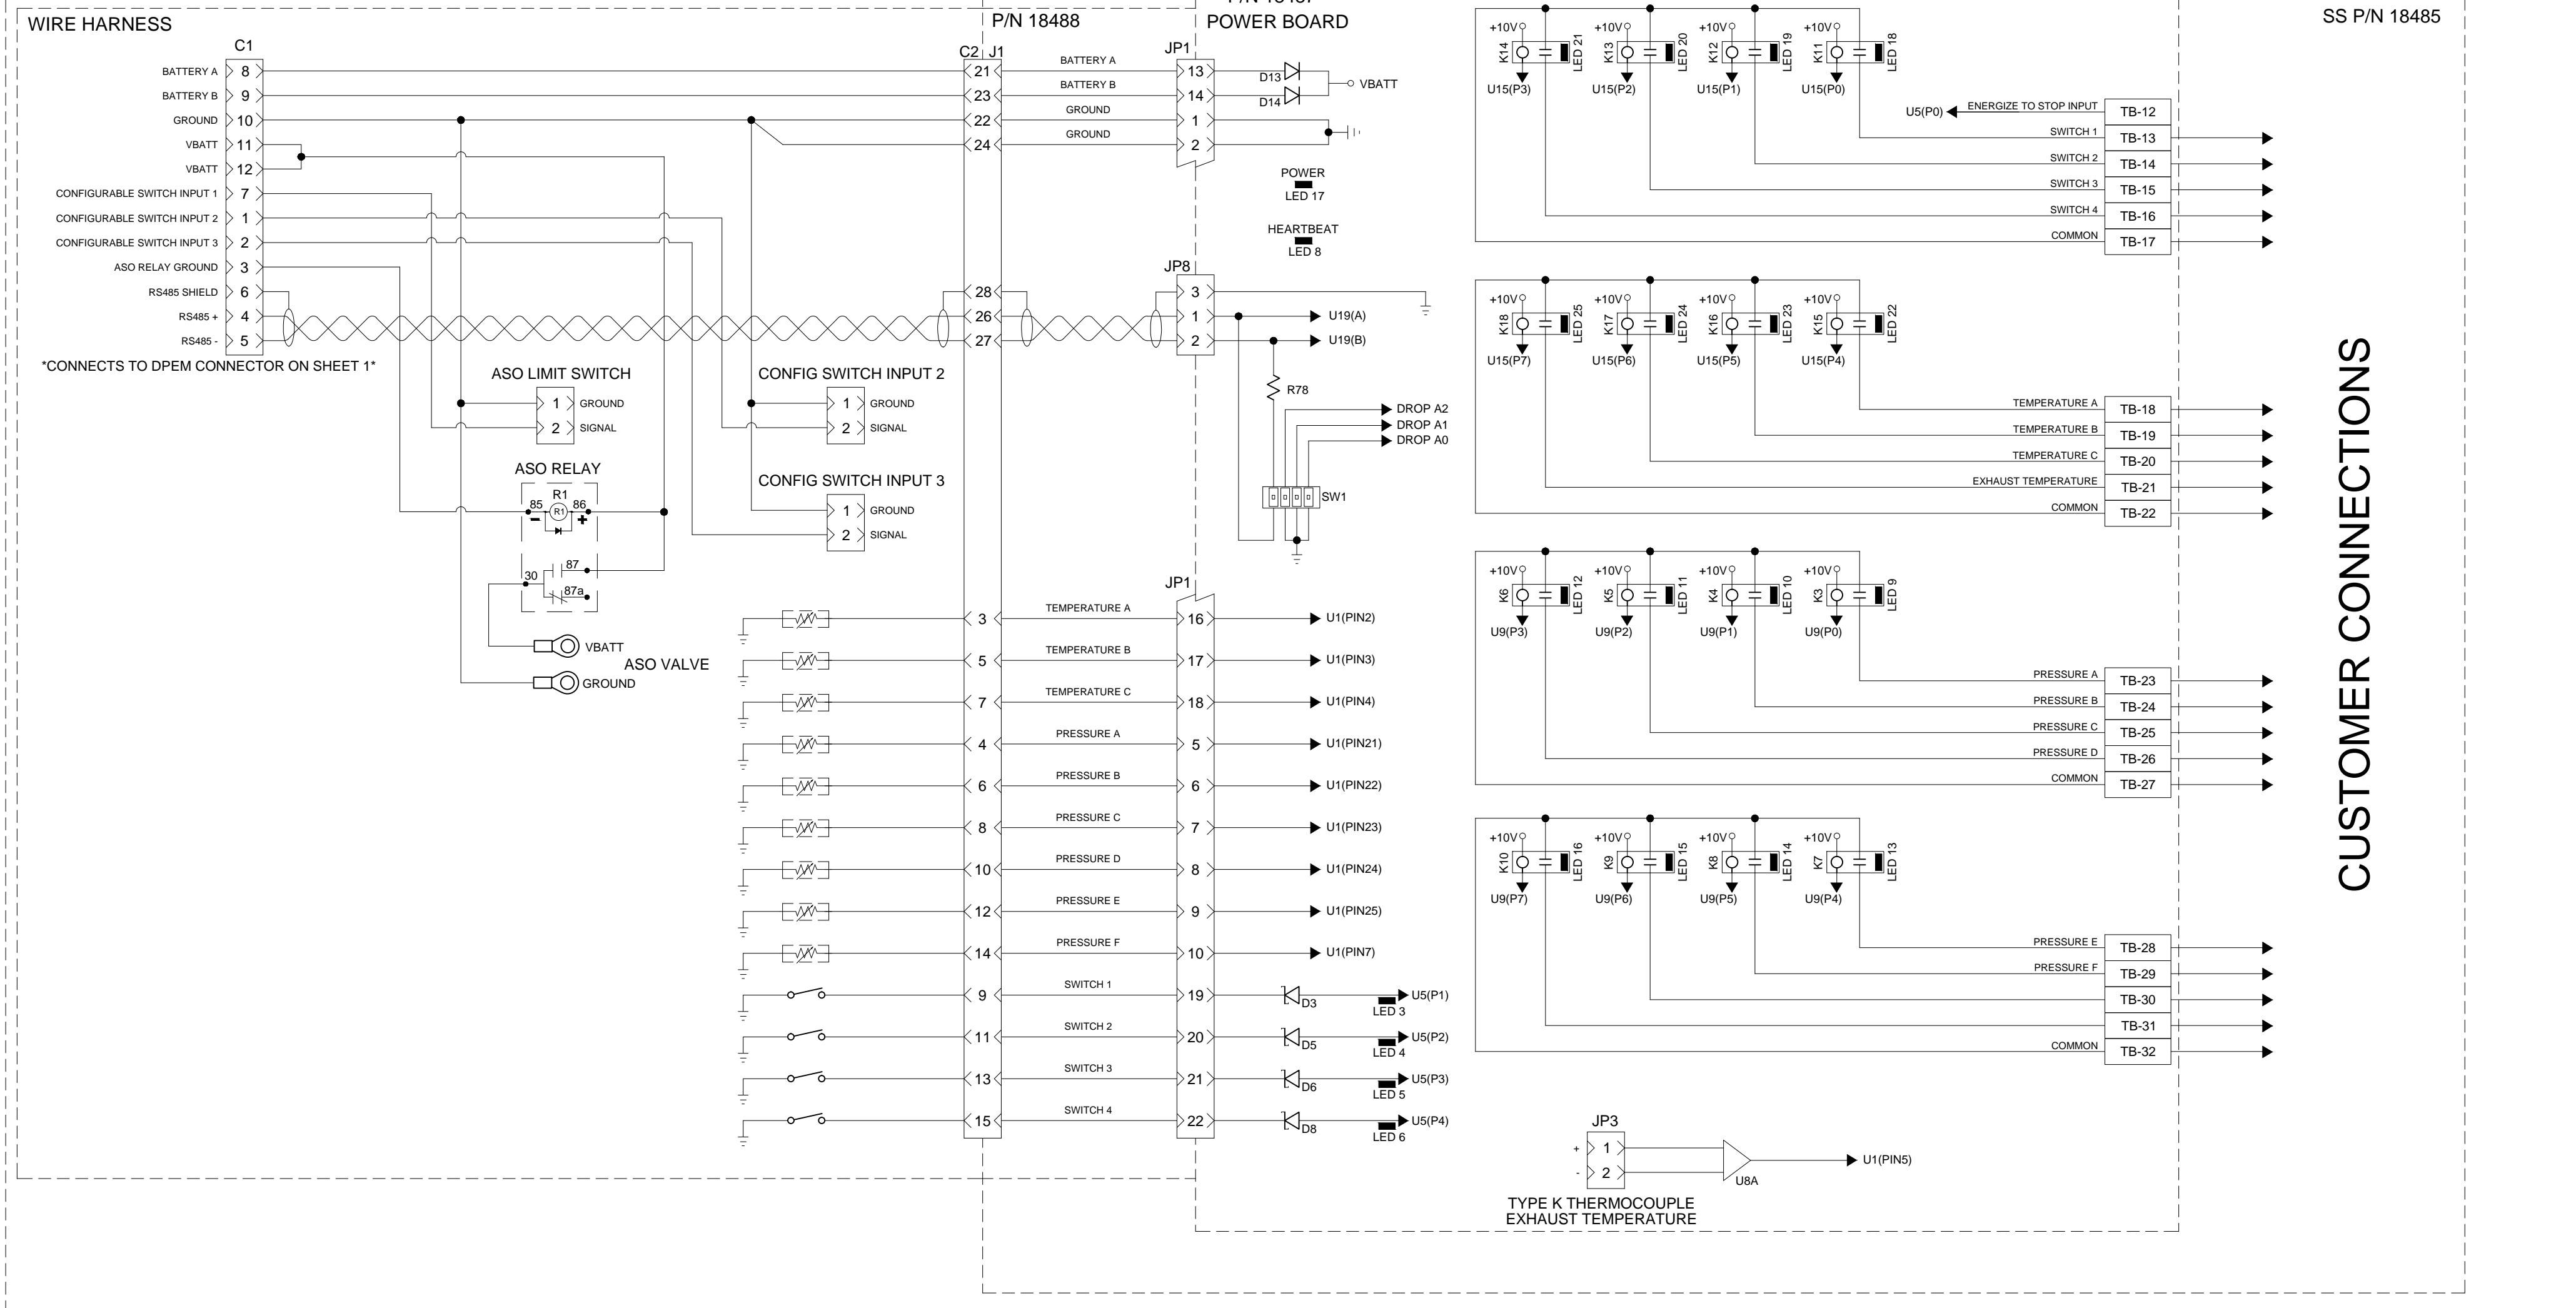 WIRE HARNESS
P/N 18488
POWER BOARD
SS P/N 18485
C1
BATTERY A 8
BATTERY B 9
GROUND 10
VBATT 11
VBATT 12
CONFIGURABLE SWITCH INPUT 1 7
CONFIGURABLE SWITCH INPUT 2 1
CONFIGURABLE SWITCH INPUT 3 2
ASO RELAY GROUND 3
RS485 SHIELD 6
RS485 + 4
RS485 - 5
*CONNECTS TO DPEM CONNECTOR ON SHEET 1*
C2 J1 JP1
21 BATTERY A 13 D13
23 BATTERY B 14 D14
VBATT
22 GROUND 1
24 GROUND 2
POWER
LED 17
HEARTBEAT
LED 8
JP8
28 3
26 1 U19(A)
27 2 U19(B)
R78
DROP A2
DROP A1
DROP A0
SW1
ASO LIMIT SWITCH
1 GROUND
2 SIGNAL
CONFIG SWITCH INPUT 2
1 GROUND
2 SIGNAL
CONFIG SWITCH INPUT 3
1 GROUND
2 SIGNAL
ASO RELAY
R1
85 R1 86
- +
87
30
87a
VBATT
ASO VALVE
GROUND
JP1
3 TEMPERATURE A 16 U1(PIN2)
5 TEMPERATURE B 17 U1(PIN3)
7 TEMPERATURE C 18 U1(PIN4)
4 PRESSURE A 5 U1(PIN21)
6 PRESSURE B 6 U1(PIN22)
8 PRESSURE C 7 U1(PIN23)
10 PRESSURE D 8 U1(PIN24)
12 PRESSURE E 9 U1(PIN25)
14 PRESSURE F 10 U1(PIN7)
9 SWITCH 1 19 D3 LED 3 U5(P1)
11 SWITCH 2 20 D5 LED 4 U5(P2)
13 SWITCH 3 21 D6 LED 5 U5(P3)
15 SWITCH 4 22 D8 LED 6 U5(P4)
+10V +10V +10V +10V
K14 LED 21 K13 LED 20 K12 LED 19 K11 LED 18
U15(P3) U15(P2) U15(P1) U15(P0)
U5(P0) ENERGIZE TO STOP INPUT TB-12
SWITCH 1 TB-13
SWITCH 2 TB-14
SWITCH 3 TB-15
SWITCH 4 TB-16
COMMON TB-17
+10V +10V +10V +10V
K18 LED 25 K17 LED 24 K16 LED 23 K15 LED 22
U15(P7) U15(P6) U15(P5) U15(P4)
TEMPERATURE A TB-18
TEMPERATURE B TB-19
TEMPERATURE C TB-20
EXHAUST TEMPERATURE TB-21
COMMON TB-22
+10V +10V +10V +10V
K6 LED 12 K5 LED 11 K4 LED 10 K3 LED 9
U9(P3) U9(P2) U9(P1) U9(P0)
PRESSURE A TB-23
PRESSURE B TB-24
PRESSURE C TB-25
PRESSURE D TB-26
COMMON TB-27
+10V +10V +10V +10V
K10 LED 16 K9 LED 15 K8 LED 14 K7 LED 13
U9(P7) U9(P6) U9(P5) U9(P4)
PRESSURE E TB-28
PRESSURE F TB-29
TB-30
TB-31
COMMON TB-32
JP3
+ 1
- 2
U8A
U1(PIN5)
TYPE K THERMOCOUPLE
EXHAUST TEMPERATURE
CUSTOMER CONNECTIONS